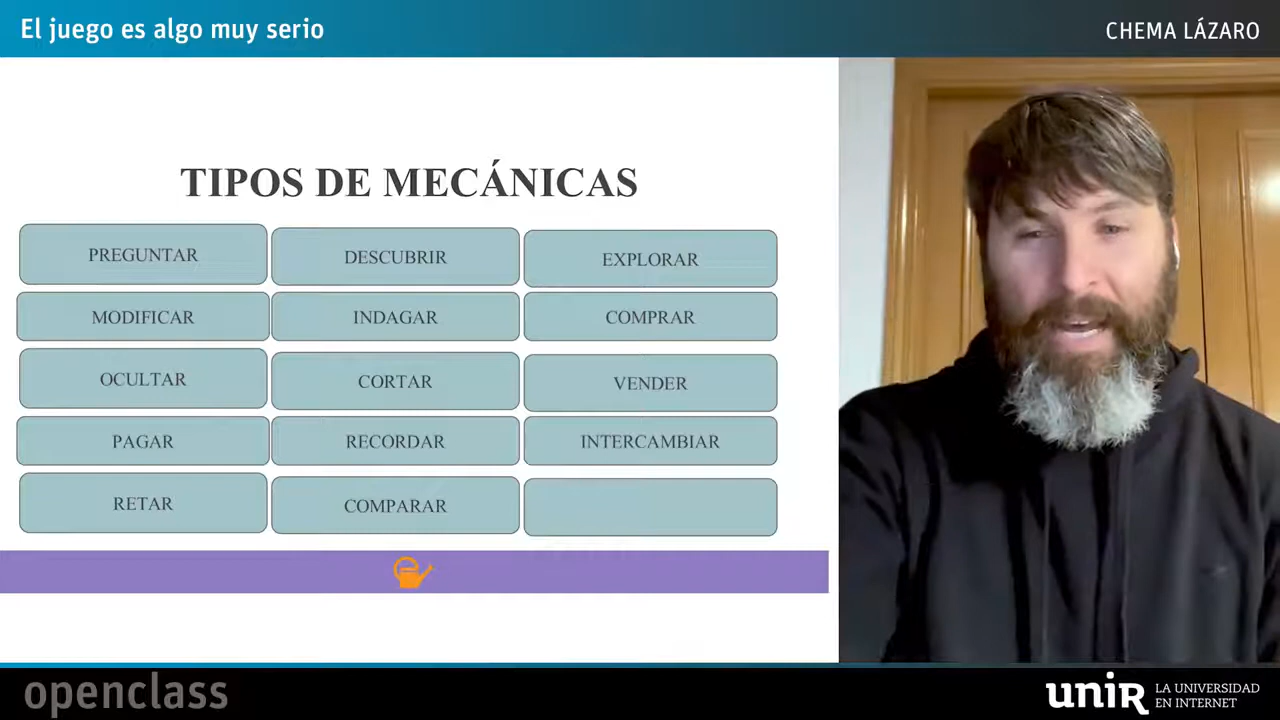 El juego es algo muy serio
CHEMA LÁZARO
TIPOS DE MECÁNICAS
PREGUNTAR
DESCUBRIR
EXPLORAR
MODIFICAR
INDAGAR
COMPRAR
OCULTAR
CORTAR
VENDER
PAGAR
RECORDAR
INTERCAMBIAR
RETAR
COMPARAR
openclass
unir
LA UNIVERSIDAD
EN INTERNET